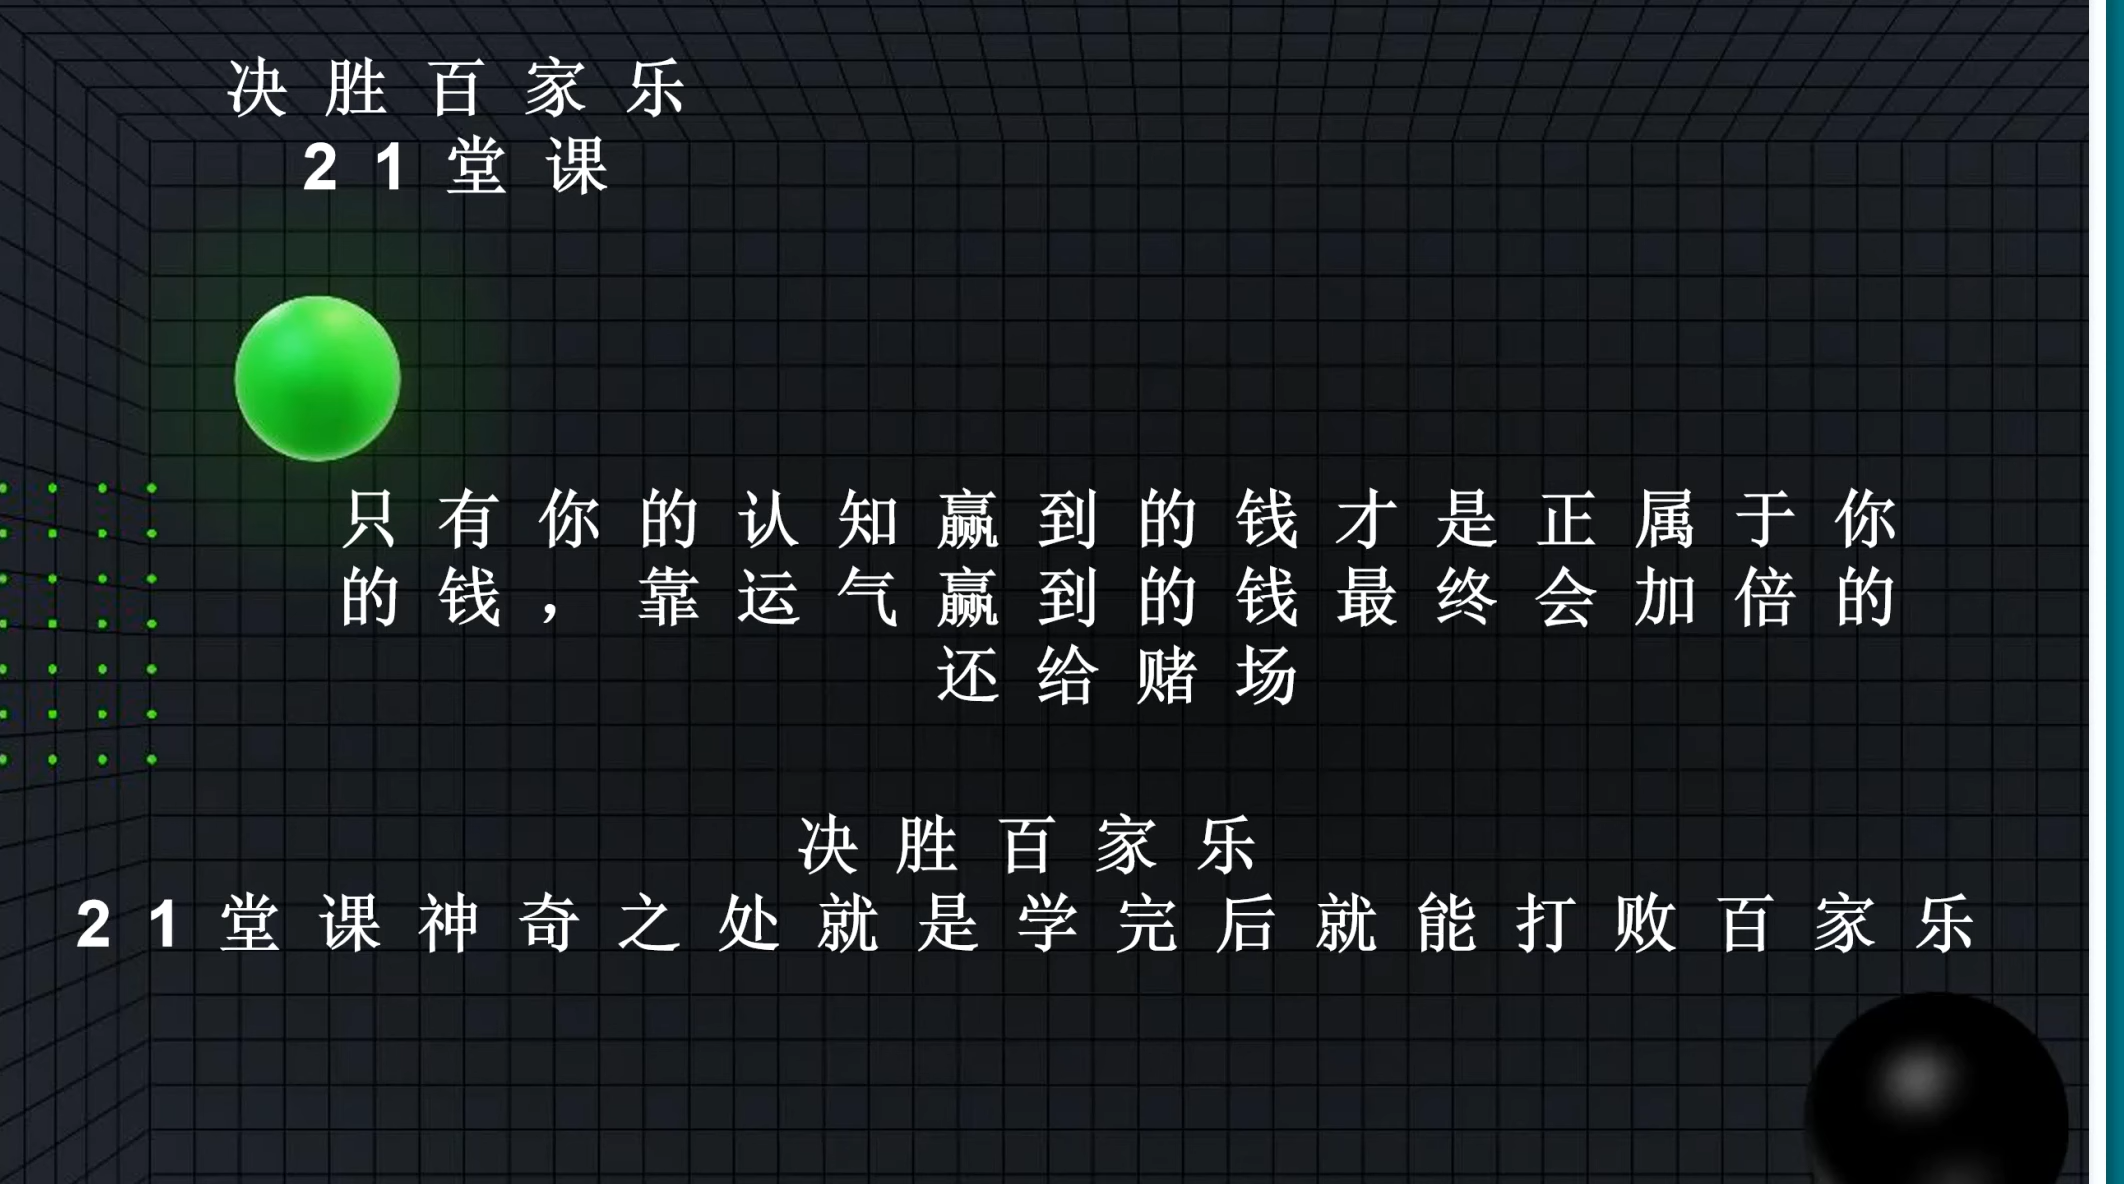 决胜百家乐
21堂课
只有你的认知赢到的钱才是正属于你
的钱，靠运气赢到的钱最终会加倍的
还给赌场
决胜百家乐
21堂课神奇之处就是学完后就能打败百家乐